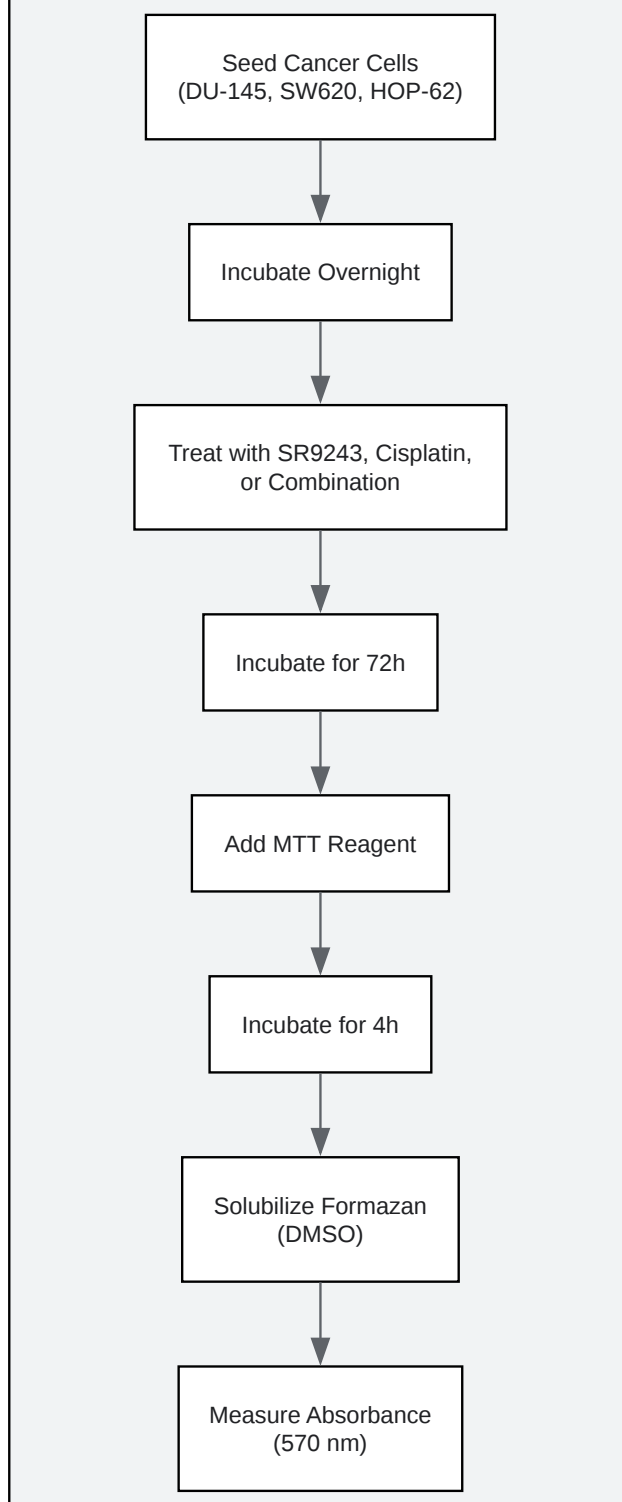 Seed Cancer Cells
(DU-145, SW620, HOP-62)
Incubate Overnight
Treat with SR9243, Cisplatin,
or Combination
Incubate for 72h
Add MTT Reagent
Incubate for 4h
Solubilize Formazan
(DMSO)
Measure Absorbance
(570 nm)